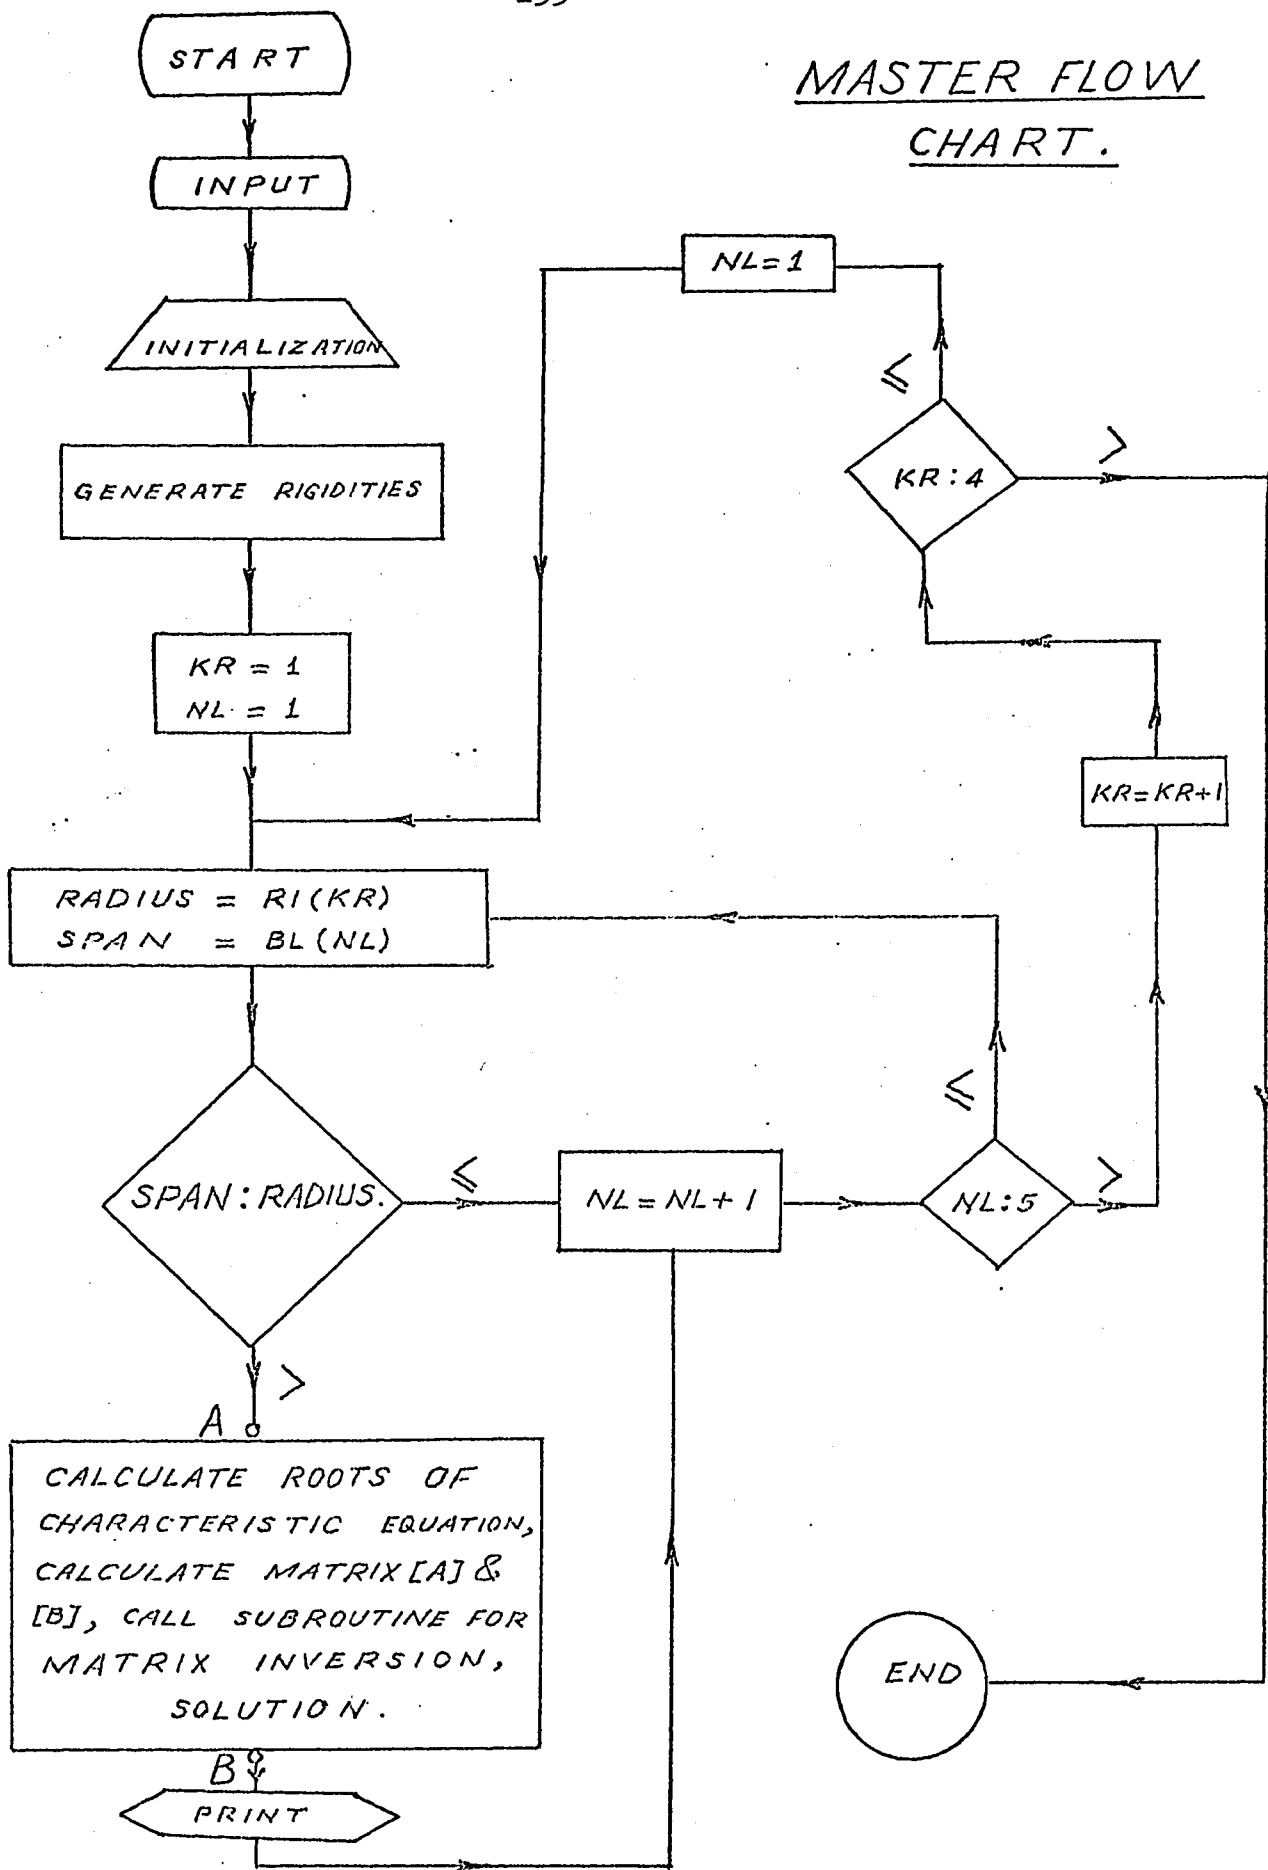 MASTER FLOW
CHART.
START
INPUT
INITIALIZATION
GENERATE RIGIDITIES
KR = 1
NL = 1
RADIUS = RI(KR)
SPAN = BL(NL)
SPAN : RADIUS.
≤
>
A
CALCULATE ROOTS OF
CHARACTERISTIC EQUATION,
CALCULATE MATRIX [A] &
[B], CALL SUBROUTINE FOR
MATRIX INVERSION,
SOLUTION.
B
PRINT
NL = NL + 1
NL : 5
≤
>
KR = KR + 1
KR : 4
≤
>
NL = 1
END